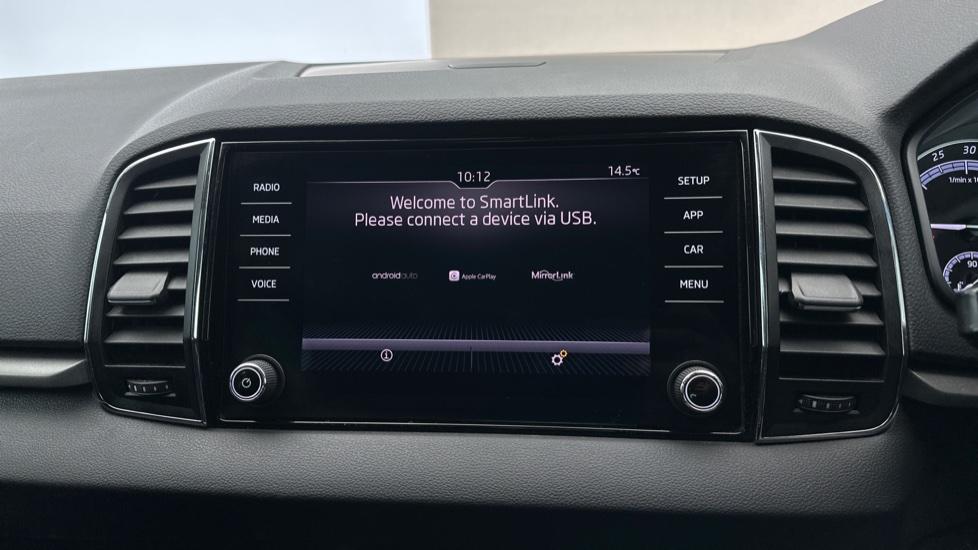 10:12
14.5°C
RADIO
MEDIA
PHONE
VOICE
Welcome to SmartLink.
Please connect a device via USB.
androidauto
Apple CarPlay
MirrorLink
SETUP
APP
CAR
MENU
25 30
1/min x 10
90